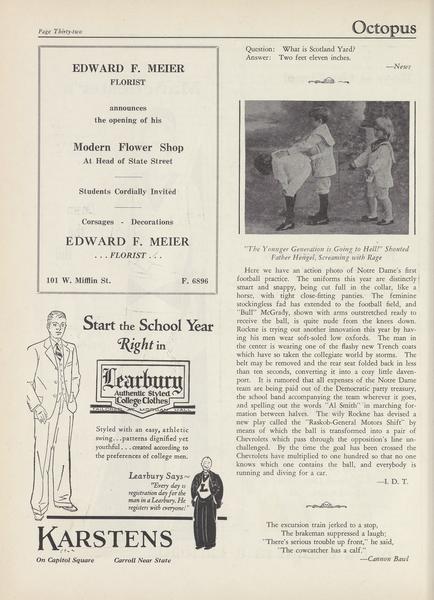 Page Thirty-two
Octopus
EDWARD F. MEIER
FLORIST
announces
the opening of his
Modern Flower Shop
At Head of State Street
Students Cordially Invited
Corsages - Decorations
EDWARD F. MEIER
. . . FLORIST . . .
101 W. Mifflin St. F. 6896
Start the School Year
Right in
Learbury
Authentic Styled
College Clothes
TAILORED AT MORGAN HALL
Styled with an easy, athletic
swing...patterns dignified yet
youthful...created according to
the preferences of college men.
Learbury Says~
"Every day is
registration day for the
man in a Learbury. He
registers with everyone!"
L
KARSTENS
On Capitol Square Carroll Near State
Question: What is Scotland Yard?
Answer: Two feet eleven inches.
—News
"The Younger Generation is Going to Hell!" Shouted
Father Hengel, Screaming with Rage
Here we have an action photo of Notre Dame's first
football practice. The uniforms this year are distinctly
smart and snappy, being cut full in the collar, like a
horse, with tight close-fitting panties. The feminine
stockingless fad has extended to the football field, and
"Bull" McGrady, shown with arms outstretched ready to
receive the ball, is quite nude from the knees down.
Rockne is trying out another innovation this year by hav-
ing his men wear soft-soled low oxfords. The man in
the center is wearing one of the flashy new Trench coats
which have so taken the collegiate world by storms. The
belt may be removed and the rear seat folded back in less
than ten seconds, converting it into a cozy little daven-
port. It is rumored that all expenses of the Notre Dame
team are being paid out of the Democratic party treasury,
the school band accompanying the team wherever it goes,
and spelling out the words "Al Smith" in marching for-
mation between halves. The wily Rockne has devised a
new play called the "Raskob-General Motors Shift" by
means of which the ball is transformed into a pair of
Chevrolets which pass through the opposition's line un-
challenged. By the time the goal has been crossed the
Chevrolets have multiplied to one hundred so that no one
knows which one contains the ball, and everybody is
running and diving for a car.
—I. D. T.
The excursion train jerked to a stop,
The brakeman suppressed a laugh;
"There's serious trouble up front," he said,
"The cowcatcher has a calf."
—Cannon Bawl